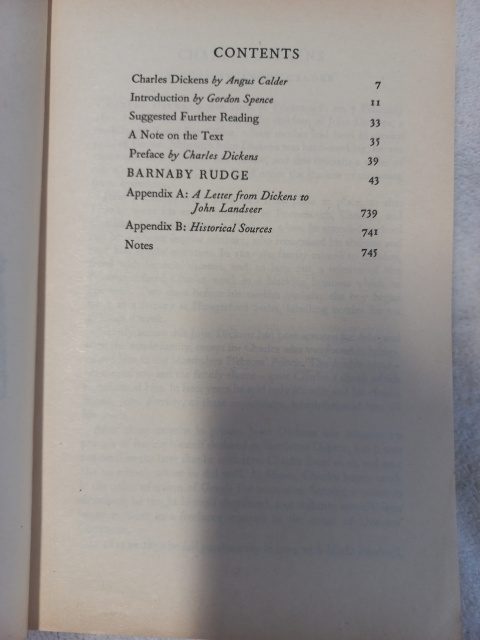 CONTENTS
Charles Dickens by Angus Calder 7
Introduction by Gordon Spence 11
Suggested Further Reading 33
A Note on the Text 35
Preface by Charles Dickens 39
BARNABY RUDGE 43
Appendix A: A Letter from Dickens to
John Landseer 739
Appendix B: Historical Sources 741
Notes 745